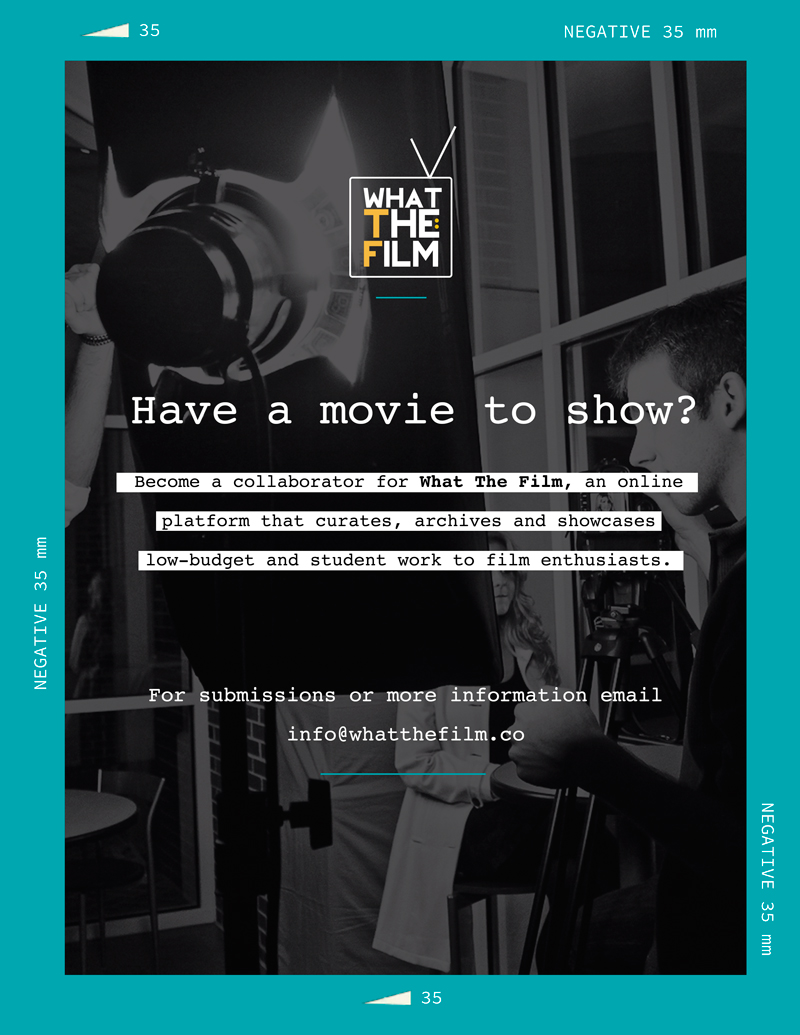 35
NEGATIVE 35 mm
WHAT
THE
FILM
Have a movie to show?
Become a collaborator for What The Film, an online
platform that curates, archives and showcases
low-budget and student work to film enthusiasts.
NEGATIVE 35 mm
For submissions or more information email
info@whatthefilm.co
NEGATIVE 35 mm
35